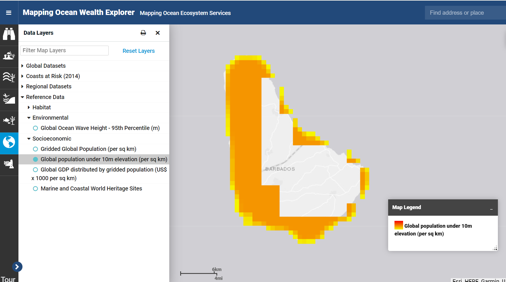 Mapping Ocean Wealth Explorer Mapping Ocean Ecosystem Services
Find address or place
Data Layers
Filter Map Layers
Reset Layers
Global Datasets
Coasts at Risk (2014)
Regional Datasets
Reference Data
Habitat
Environmental
Global Ocean Wave Height - 95th Percentile (m)
Socioeconomic
Gridded Global Population (per sq km)
Global population under 10m elevation (per sq km)
Global GDP distributed by gridded population (US$
x 1000 per sq km)
Marine and Coastal World Heritage Sites
BARBADOS
Map Legend
Global population under 10m
elevation (per sq km)
6km
4mi
Tour
Esri, HERE, Garmin, U